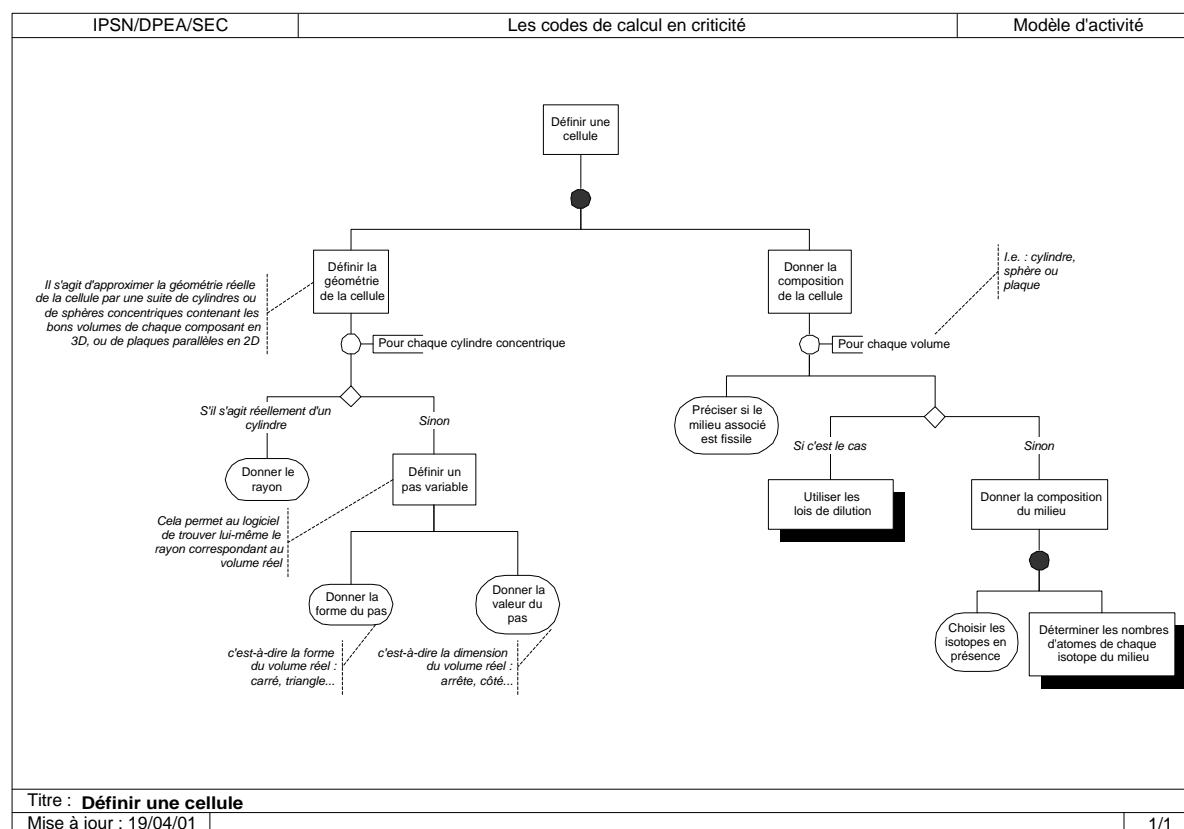 IPSN/DPEA/SEC
Les codes de calcul en criticité
Modèle d'activité
Définir une
cellule
Définir la
géométrie
de la cellule
Il s'agit d'approximer la géométrie réelle
de la cellule par une suite de cylindres ou
de sphères concentriques contenant les
bons volumes de chaque composant en
3D, ou de plaques parallèles en 2D
Donner la
composition
de la cellule
I.e. : cylindre,
sphère ou
plaque
Pour chaque cylindre concentrique
Pour chaque volume
S'il s'agit réellement d'un
cylindre
Sinon
Préciser si le
milieu associé
est fissile
Si c'est le cas
Sinon
Donner le
rayon
Définir un
pas variable
Utiliser les
lois de dilution
Donner la composition
du milieu
Cela permet au logiciel
de trouver lui-même le
rayon correspondant au
volume réel
Donner la
forme du pas
Donner la
valeur du
pas
Choisir les
isotopes en
présence
Déterminer les nombres
d'atomes de chaque
isotope du milieu
c'est-à-dire la forme
du volume réel :
carré, triangle...
c'est-à-dire la dimension
du volume réel :
arrête, côté...
Titre : Définir une cellule
Mise à jour : 19/04/01
1/1